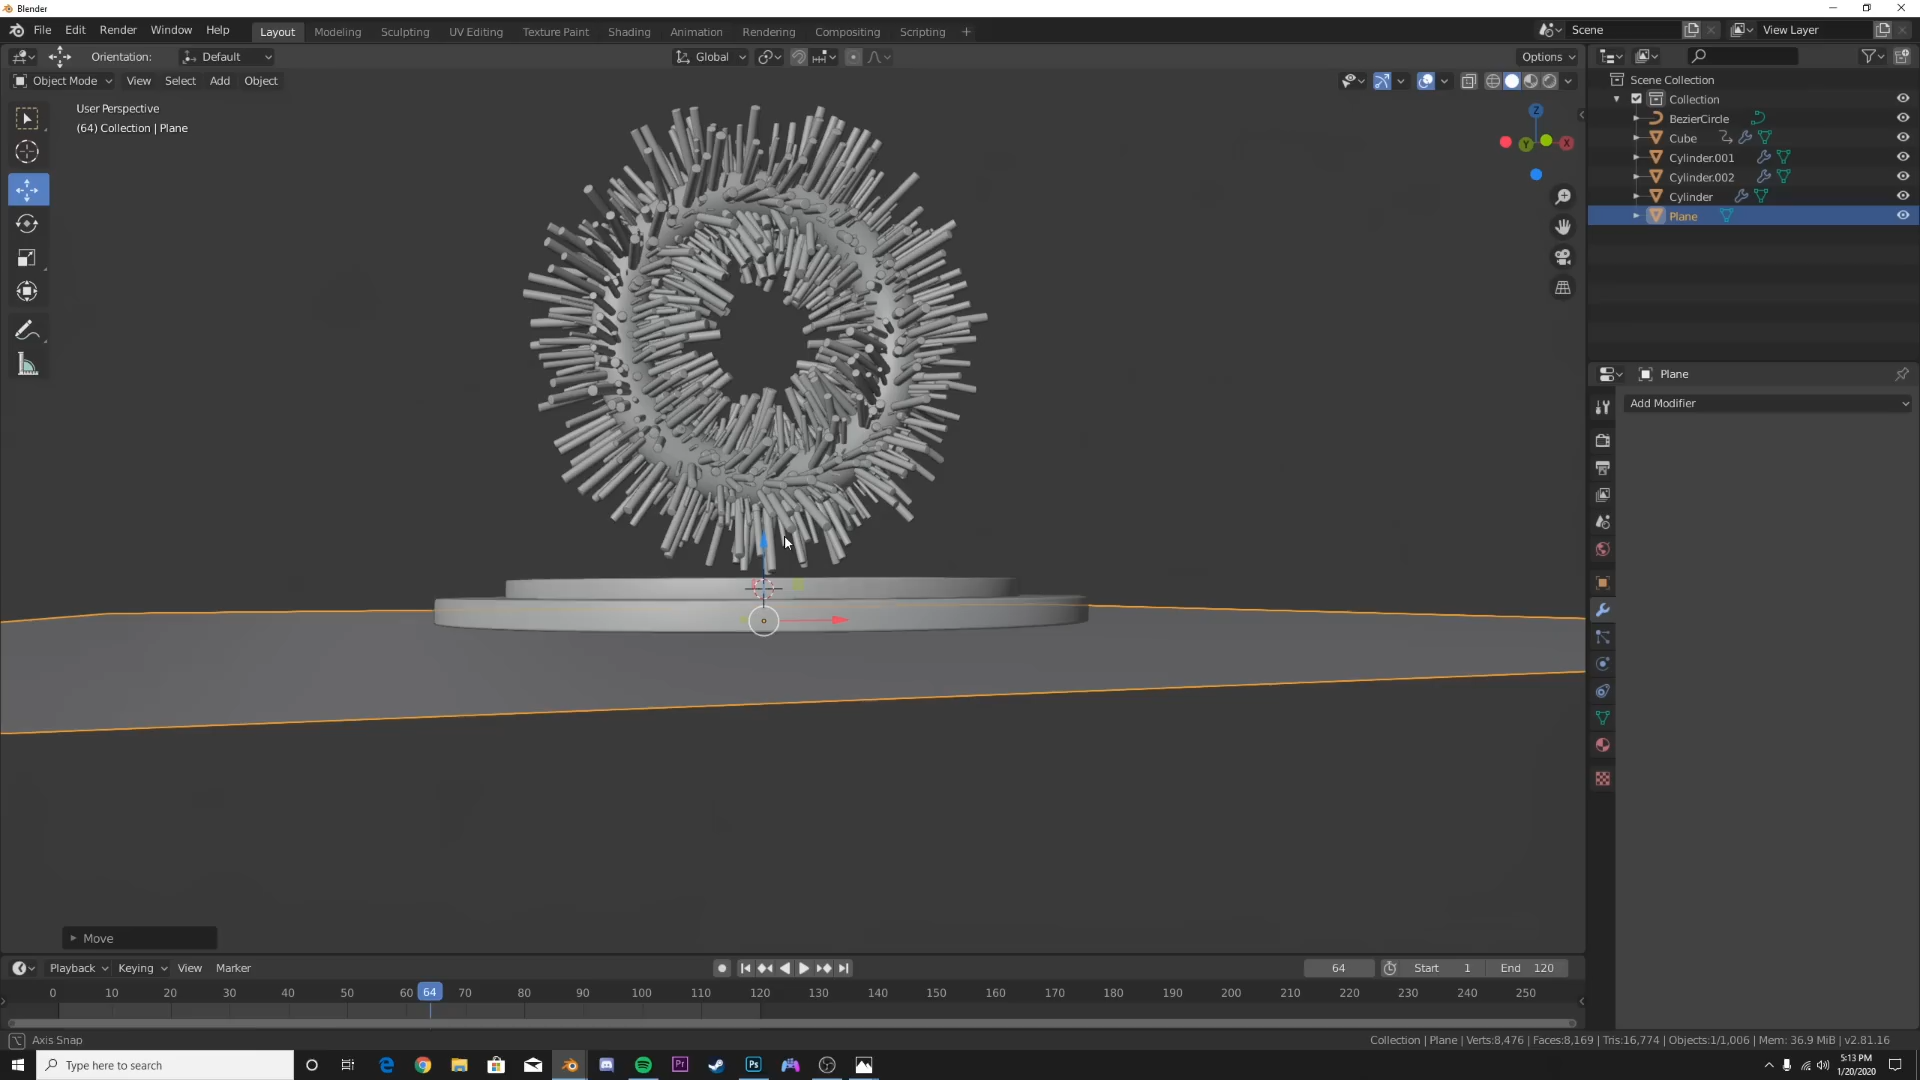 Blender
File Edit Render Window Help Layout Modeling Sculpting UV Editing Texture Paint Shading Animation Rendering Compositing Scripting + Scene View Layer
Orientation: Default Global Options
Object Mode View Select Add Object
User Perspective
(64) Collection | Plane
Z
Y
X
Scene Collection
Collection
BezierCircle
Cube
Cylinder.001
Cylinder.002
Cylinder
Plane
Plane
Add Modifier
Move
Playback Keying View Marker 64 Start 1 End 120
0 10 20 30 40 50 60 64 70 80 90 100 110 120 130 140 150 160 170 180 190 200 210 220 230 240 250
Axis Snap Collection | Plane | Verts:8,476 | Faces:8,169 | Tris:16,774 | Objects:1/1,006 | Mem: 36.9 MiB | v2.81.16
Type here to search Pr Ps 5:13 PM
1/20/2020